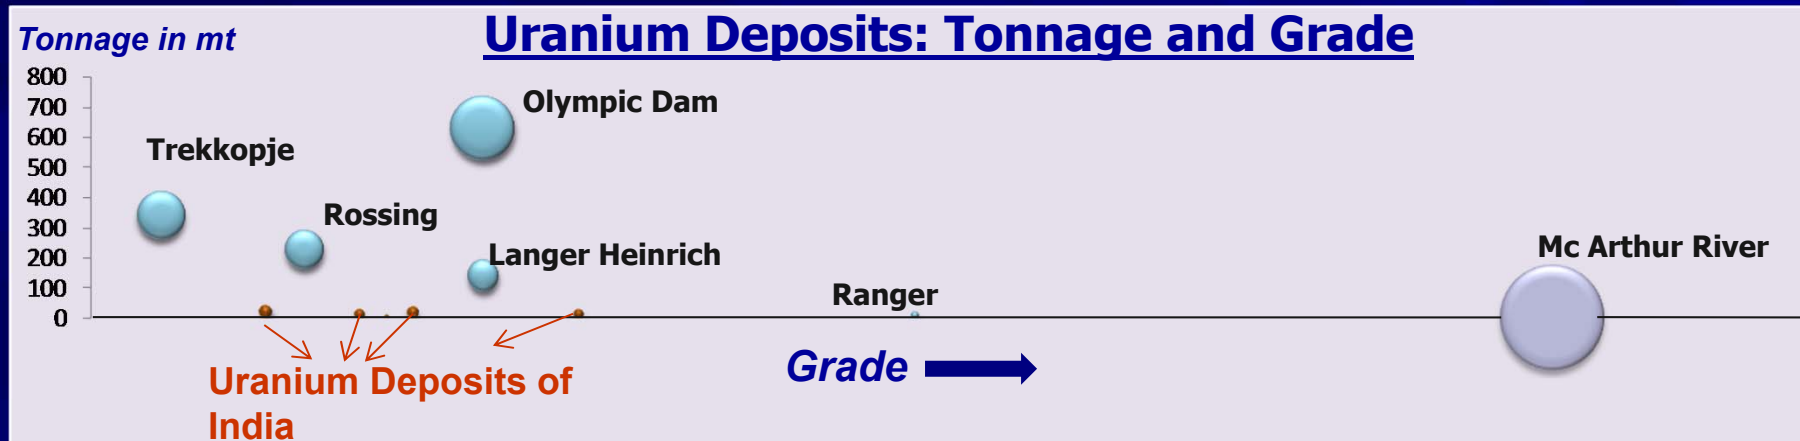 Uranium Deposits: Tonnage and Grade
Tonnage in mt
800
700
600
500
400
300
200
100
0
Olympic Dam
Trekkopje
Rossing
Langer Heinrich
Mc Arthur River
Ranger
Grade
Uranium Deposits of
India